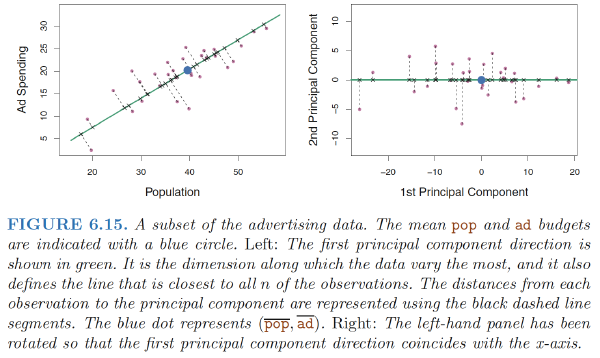 Ad Spending
5 10 15 20 25 30
20 30 40 50
Population
2nd Principal Component
−10 −5 0 5 10
−20 −10 0 10 20
1st Principal Component
FIGURE 6.15. A subset of the advertising data. The mean pop and ad budgets
are indicated with a blue circle. Left: The first principal component direction is
shown in green. It is the dimension along which the data vary the most, and it also
defines the line that is closest to all n of the observations. The distances from each
observation to the principal component are represented using the black dashed line
segments. The blue dot represents (p̅o̅p̅, a̅d̅). Right: The left-hand panel has been
rotated so that the first principal component direction coincides with the x-axis.